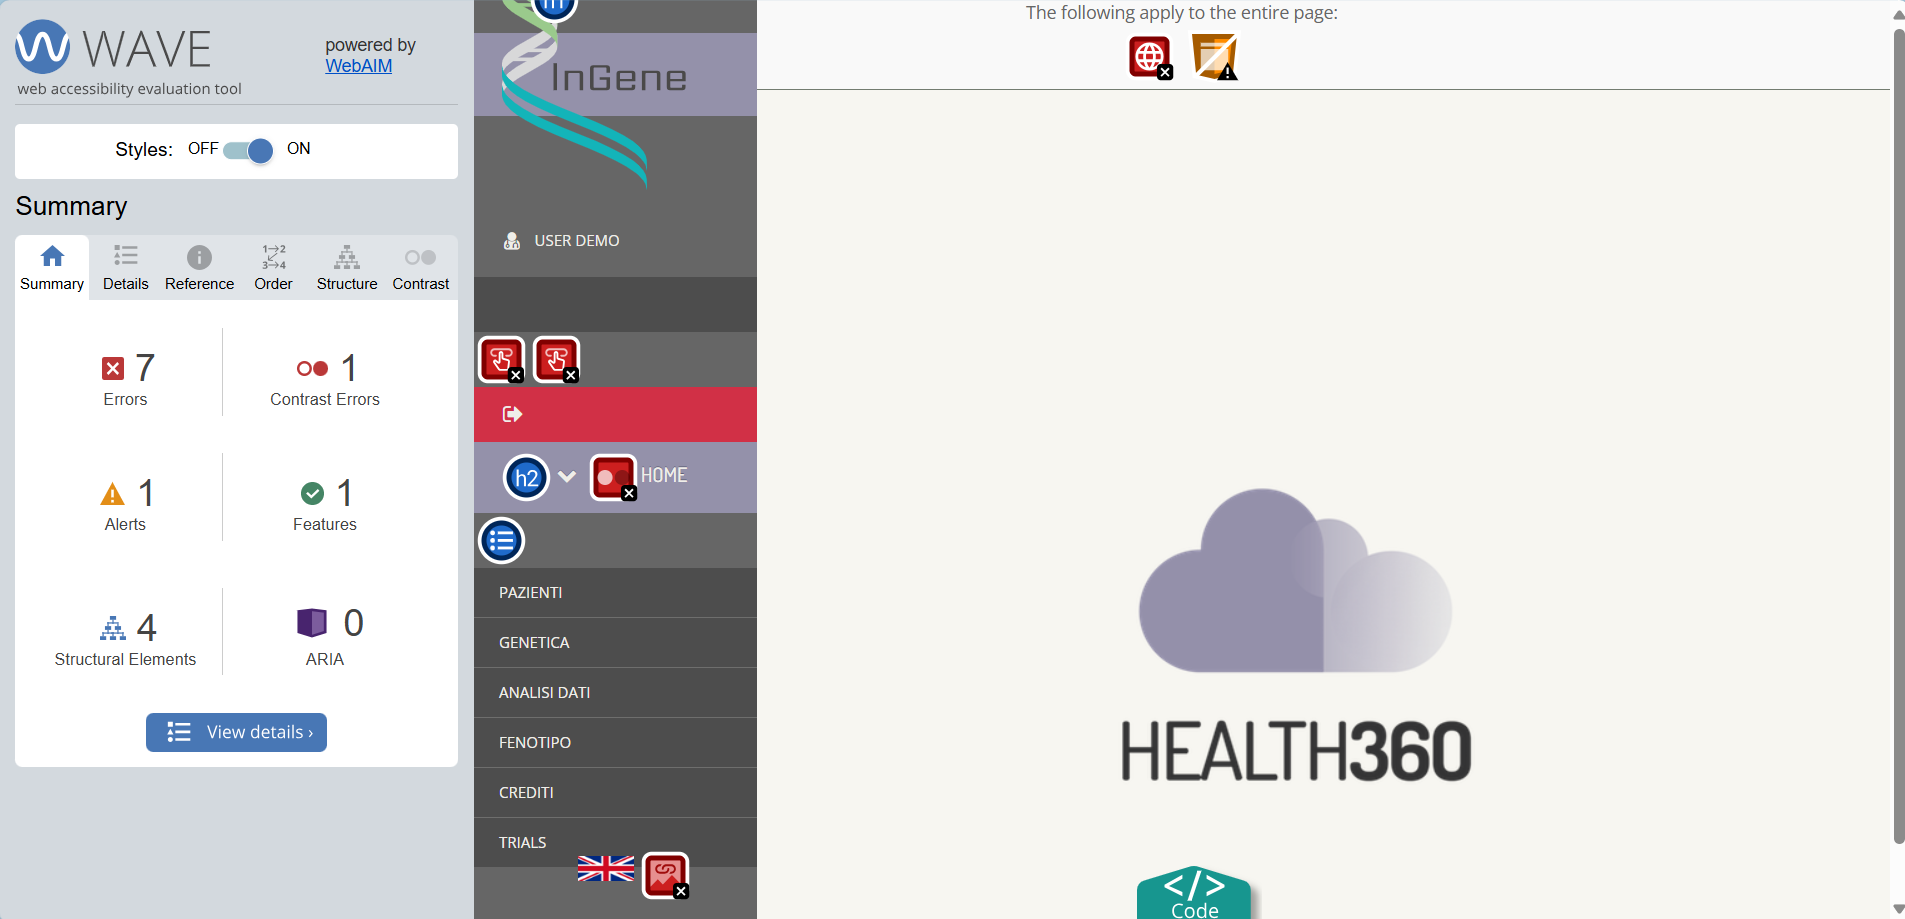 WAVE
powered by
WebAIM
web accessibility evaluation tool
Styles: OFF ON
Summary
Summary Details Reference Order Structure Contrast
7
Errors
1
Contrast Errors
1
Alerts
1
Features
4
Structural Elements
0
ARIA
View details ›
InGene
USER DEMO
h2
HOME
PAZIENTI
GENETICA
ANALISI DATI
FENOTIPO
CREDITI
TRIALS
The following apply to the entire page:
HEALTH360
</>
Code